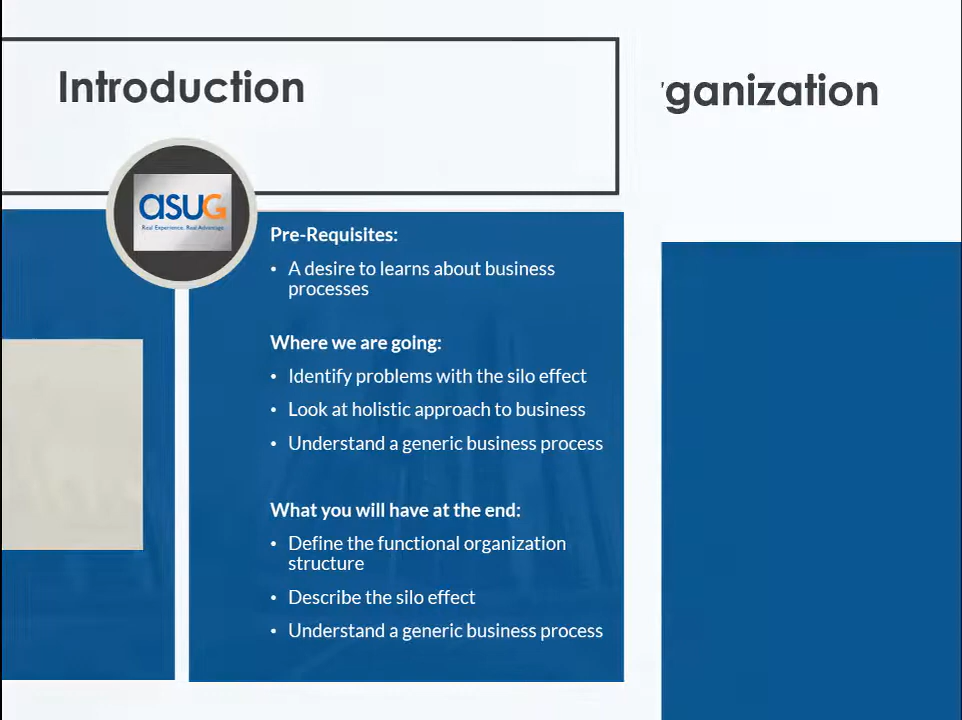 Introduction
rganization
asuG
Real Experience. Real Advantage.
Pre-Requisites:
• A desire to learns about business
processes
Where we are going:
• Identify problems with the silo effect
• Look at holistic approach to business
• Understand a generic business process
What you will have at the end:
• Define the functional organization
structure
• Describe the silo effect
• Understand a generic business process